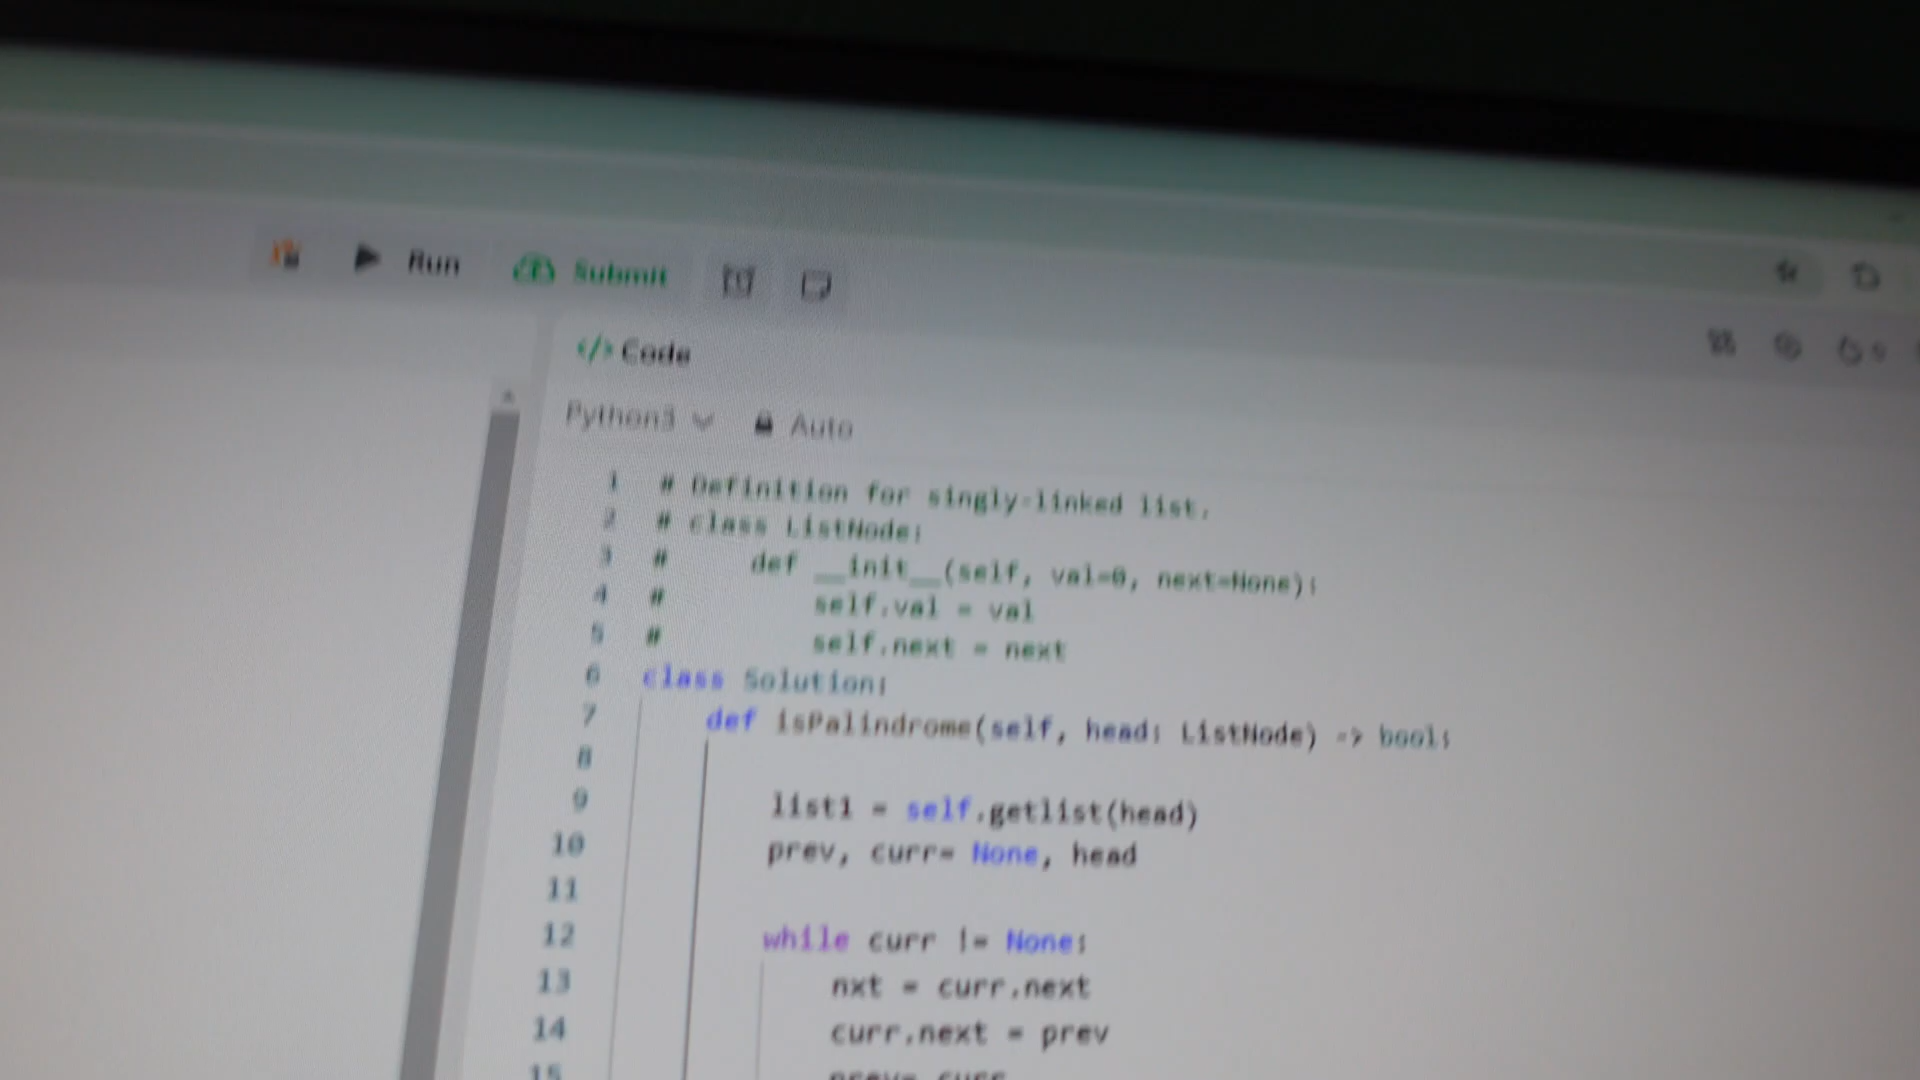 Run Submit
</> Code
Python3 Auto
1 # Definition for singly-linked list.
2 # class ListNode:
3 #     def __init__(self, val=0, next=None):
4 #         self.val = val
5 #         self.next = next
6 class Solution:
7     def isPalindrome(self, head: ListNode) -> bool:
8
9         list1 = self.getlist(head)
10         prev, curr= None, head
11
12         while curr != None:
13             nxt = curr.next
14             curr.next = prev
15             prev= curr